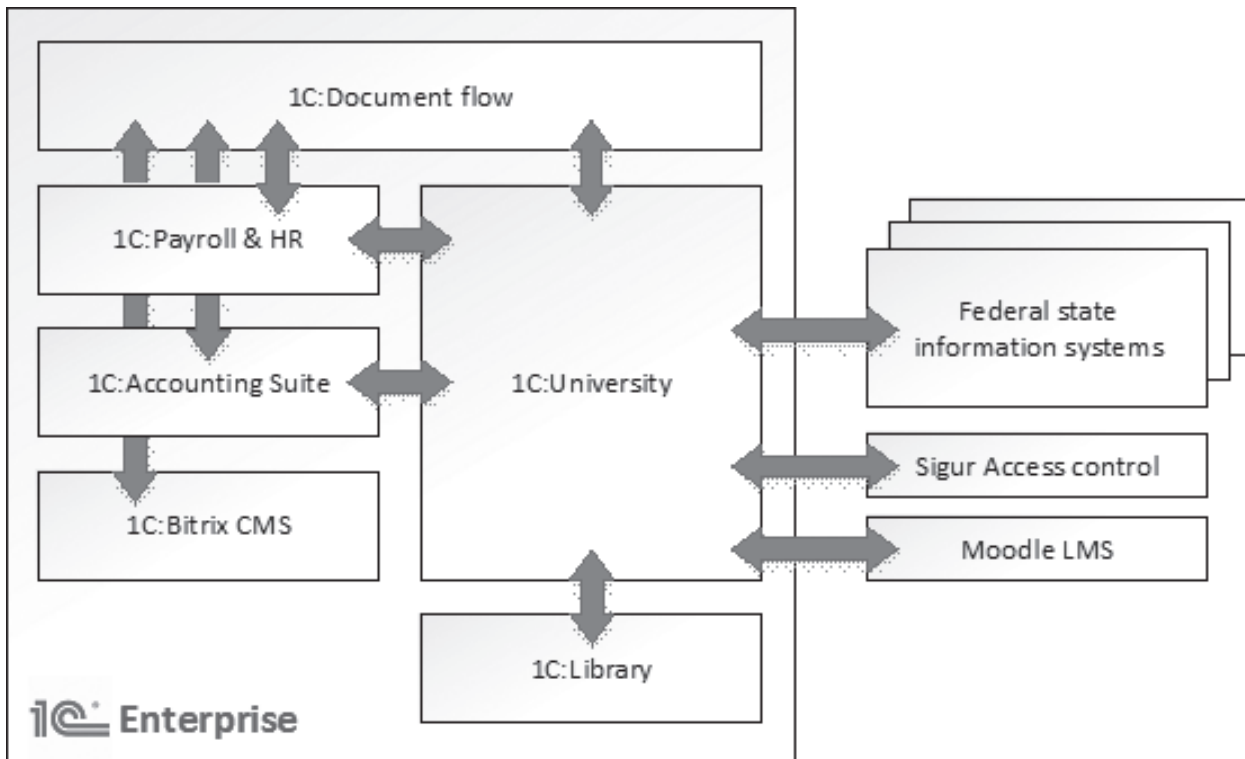 1C:Document flow
1C:Payroll & HR
1C:Accounting Suite
1C:University
1C:Bitrix CMS
1C:Library
Federal state
information systems
Sigur Access control
Moodle LMS
1C Enterprise